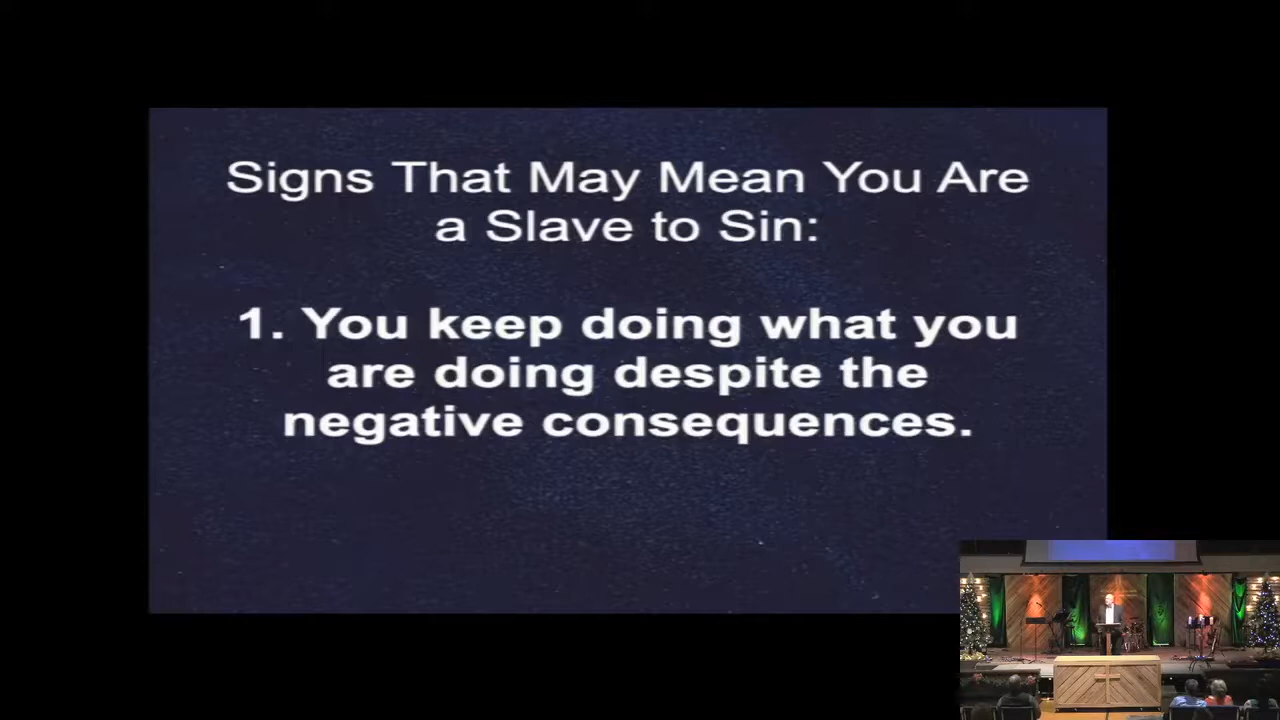 Signs That May Mean You Are
a Slave to Sin:
1. You keep doing what you
are doing despite the
negative consequences.